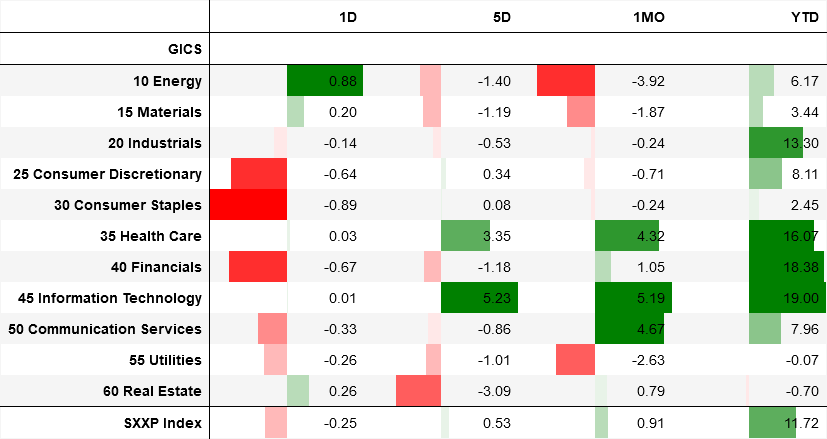 1D 5D 1MO YTD
GICS
10 Energy 0.88 -1.40 -3.92 6.17
15 Materials 0.20 -1.19 -1.87 3.44
20 Industrials -0.14 -0.53 -0.24 13.30
25 Consumer Discretionary -0.64 0.34 -0.71 8.11
30 Consumer Staples -0.89 0.08 -0.24 2.45
35 Health Care 0.03 3.35 4.32 16.07
40 Financials -0.67 -1.18 1.05 18.38
45 Information Technology 0.01 5.23 5.19 19.00
50 Communication Services -0.33 -0.86 4.67 7.96
55 Utilities -0.26 -1.01 -2.63 -0.07
60 Real Estate 0.26 -3.09 0.79 -0.70
SXXP Index -0.25 0.53 0.91 11.72